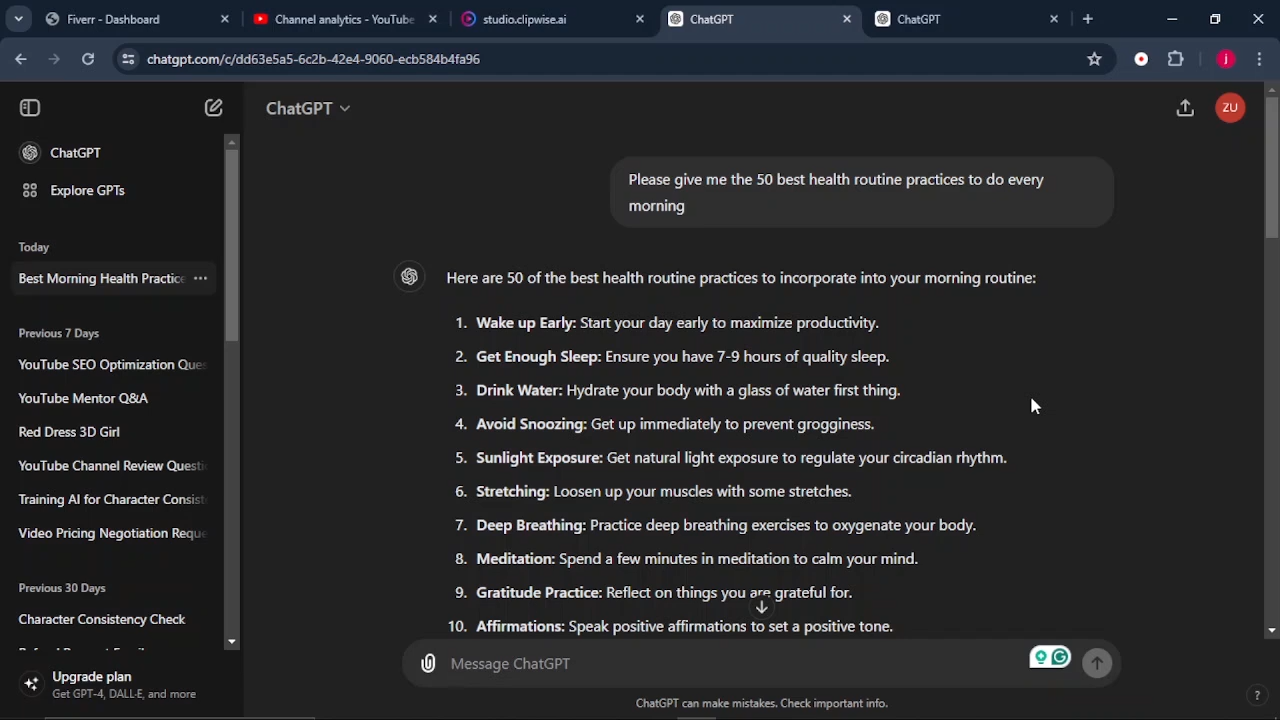 Fiverr - Dashboard
Channel analytics - YouTube
studio.clipwise.ai
ChatGPT
ChatGPT
chatgpt.com/c/dd63e5a5-6c2b-42e4-9060-ecb584b4fa96
j
ChatGPT
ZU
ChatGPT
Explore GPTs
Today
Best Morning Health Practice
Previous 7 Days
YouTube SEO Optimization Que
YouTube Mentor Q&A
Red Dress 3D Girl
YouTube Channel Review Questi
Training AI for Character Consist
Video Pricing Negotiation Reque
Previous 30 Days
Character Consistency Check
Upgrade plan
Get GPT-4, DALL·E, and more
Please give me the 50 best health routine practices to do every
morning
Here are 50 of the best health routine practices to incorporate into your morning routine:
1. Wake up Early: Start your day early to maximize productivity.
2. Get Enough Sleep: Ensure you have 7-9 hours of quality sleep.
3. Drink Water: Hydrate your body with a glass of water first thing.
4. Avoid Snoozing: Get up immediately to prevent grogginess.
5. Sunlight Exposure: Get natural light exposure to regulate your circadian rhythm.
6. Stretching: Loosen up your muscles with some stretches.
7. Deep Breathing: Practice deep breathing exercises to oxygenate your body.
8. Meditation: Spend a few minutes in meditation to calm your mind.
9. Gratitude Practice: Reflect on things you are grateful for.
10. Affirmations: Speak positive affirmations to set a positive tone.
Message ChatGPT
ChatGPT can make mistakes. Check important info.
?